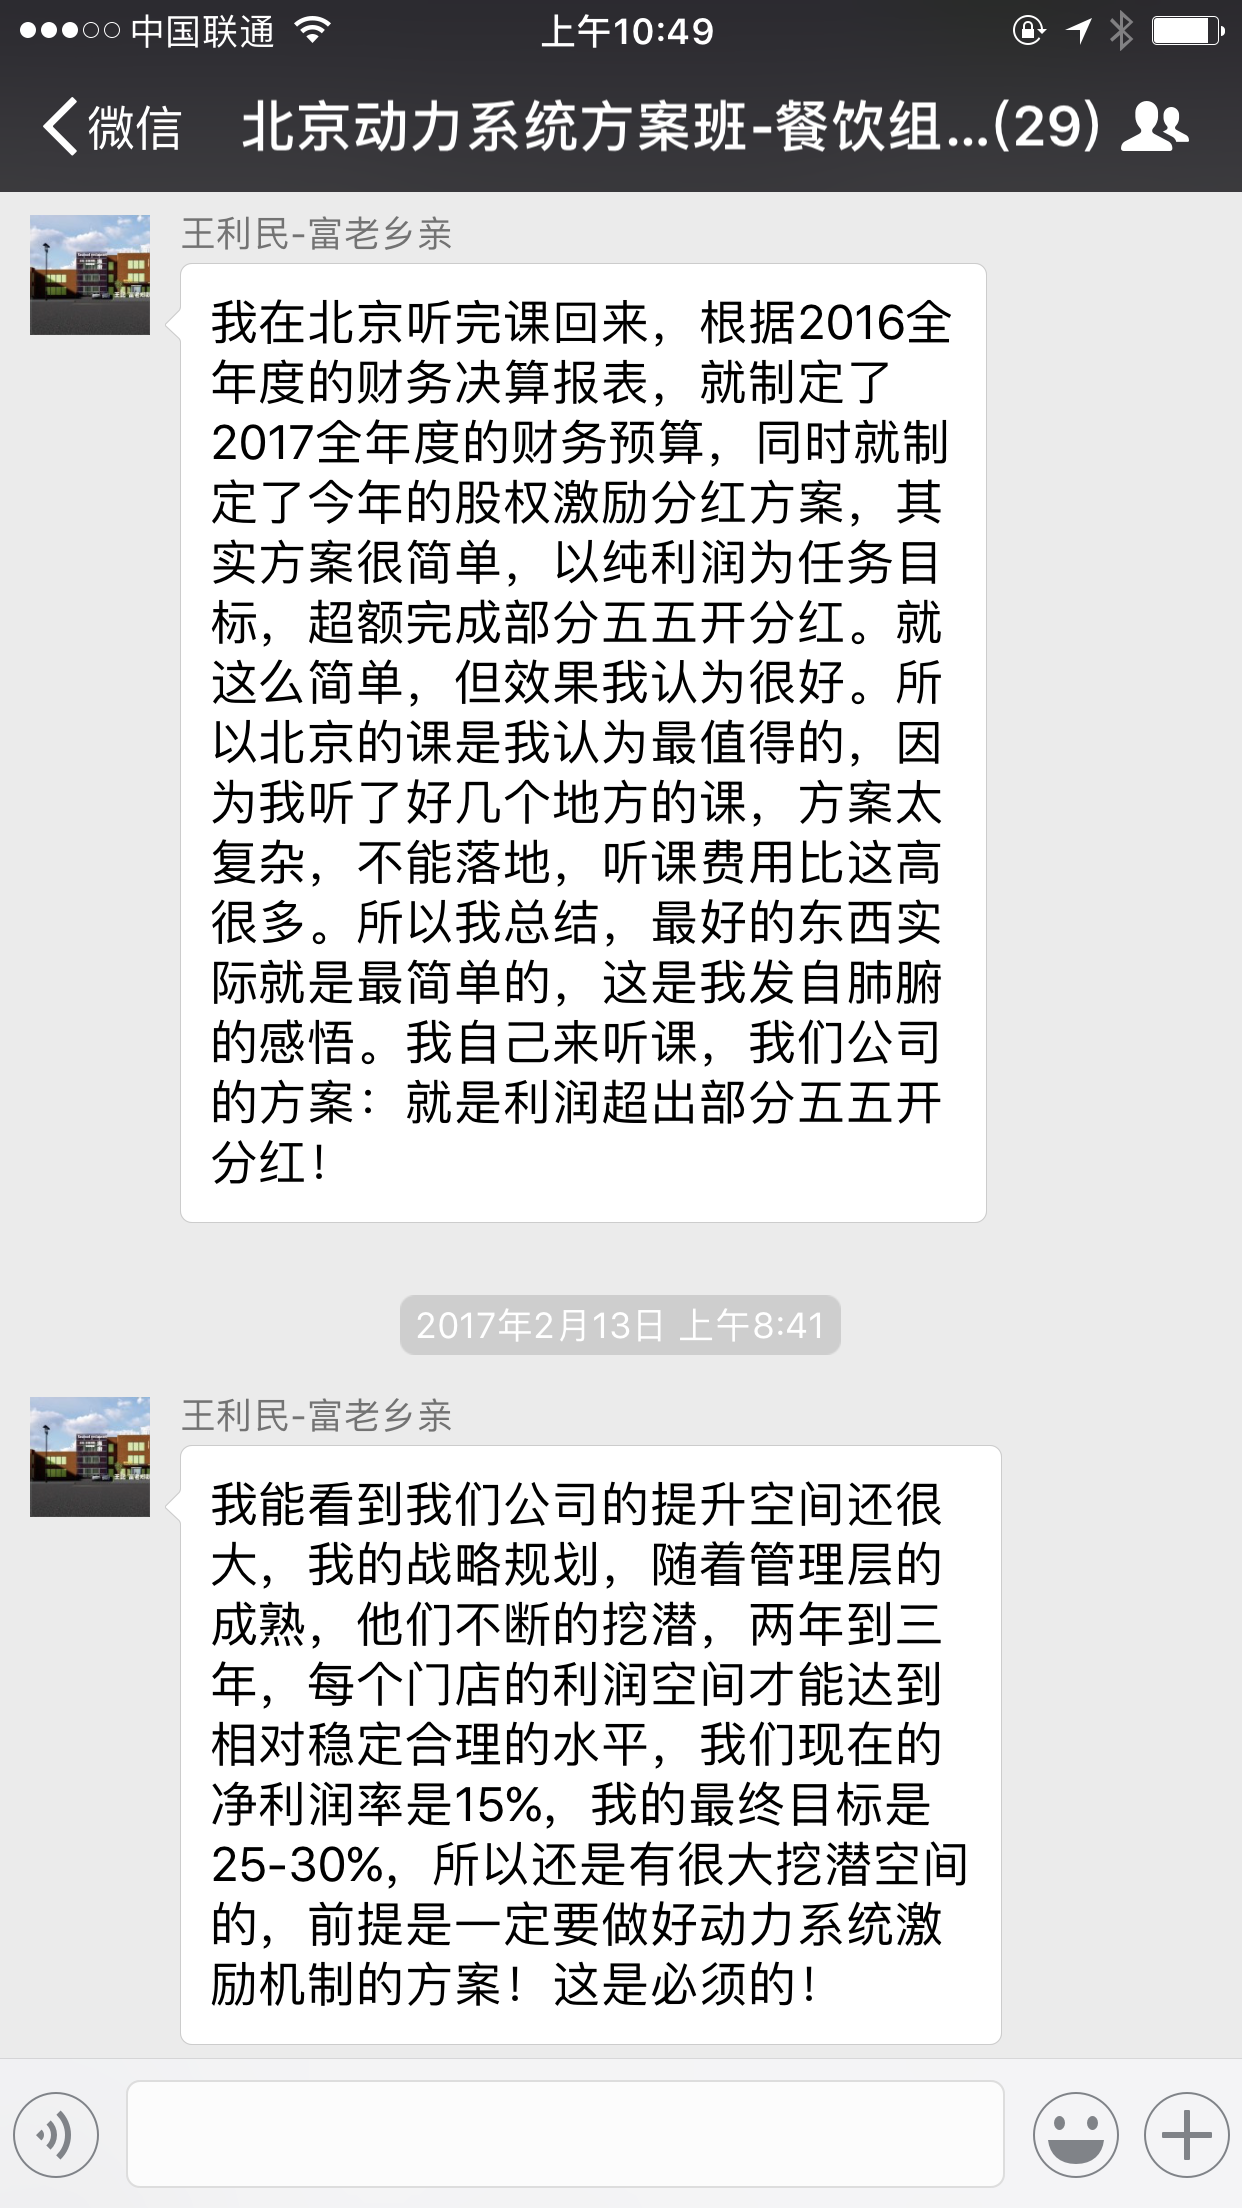 中国联通
上午10:49
微信
北京动力系统方案班-餐饮组...(29)
王利民-富老乡亲
我在北京听完课回来，根据2016全
年度的财务决算报表，就制定了
2017全年度的财务预算，同时就制
定了今年的股权激励分红方案，其
实方案很简单，以纯利润为任务目
标，超额完成部分五五开分红。就
这么简单，但效果我认为很好。所
以北京的课是我认为最值得的，因
为我听了好几个地方的课，方案太
复杂，不能落地，听课费用比这高
很多。所以我总结，最好的东西实
际就是最简单的，这是我发自肺腑
的感悟。我自己来听课，我们公司
的方案：就是利润超出部分五五开
分红！
2017年2月13日 上午8:41
王利民-富老乡亲
我能看到我们公司的提升空间还很
大，我的战略规划，随着管理层的
成熟，他们不断的挖潜，两年到三
年，每个门店的利润空间才能达到
相对稳定合理的水平，我们现在的
净利润率是15%，我的最终目标是
25-30%，所以还是有很大挖潜空间
的，前提是一定要做好动力系统激
励机制的方案！这是必须的！